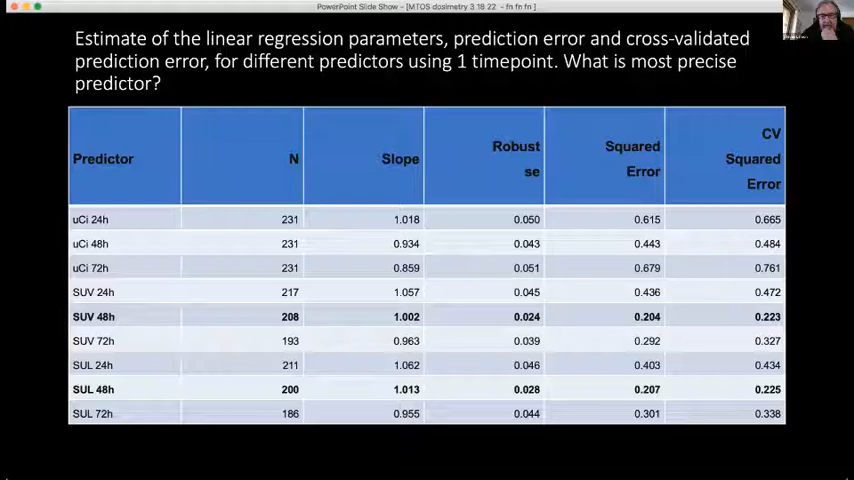 PowerPoint Slide Show - [MTOS dosimetry 3 18 22 - fn fn fn ]
Estimate of the linear regression parameters, prediction error and cross-validated
prediction error, for different predictors using 1 timepoint. What is most precise
predictor?
Predictor N Slope Robust se Squared Error CV Squared Error
uCi 24h 231 1.018 0.050 0.615 0.665
uCi 48h 231 0.934 0.043 0.443 0.484
uCi 72h 231 0.859 0.051 0.679 0.761
SUV 24h 217 1.057 0.045 0.436 0.472
SUV 48h 208 1.002 0.024 0.204 0.223
SUV 72h 193 0.963 0.039 0.292 0.327
SUL 24h 211 1.062 0.046 0.403 0.434
SUL 48h 200 1.013 0.028 0.207 0.225
SUL 72h 186 0.955 0.044 0.301 0.338